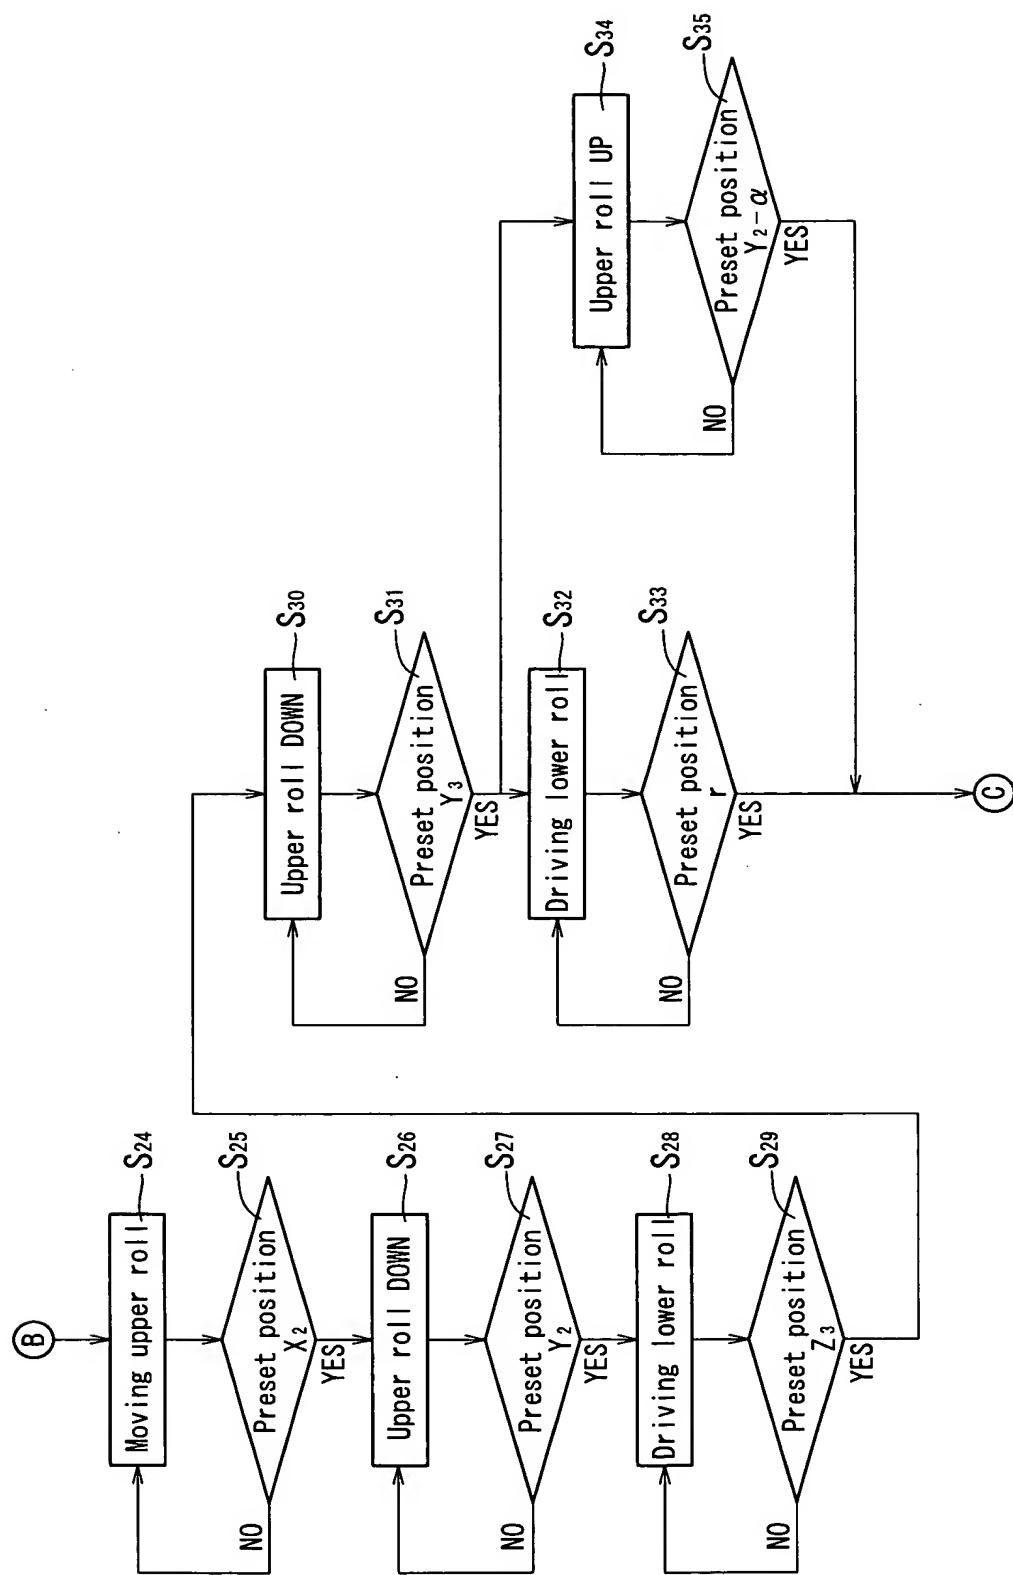 B
Moving upper roll
S24
Preset position
X2
S25
NO
YES
Upper roll DOWN
S26
Preset position
Y2
S27
NO
YES
Driving lower roll
S28
Preset position
Z3
S29
NO
YES
Upper roll DOWN
S30
Preset position
Y3
S31
NO
YES
Driving lower roll
S32
Preset position
r
S33
NO
YES
Upper roll UP
S34
Preset position
Y2-α
S35
NO
YES
C